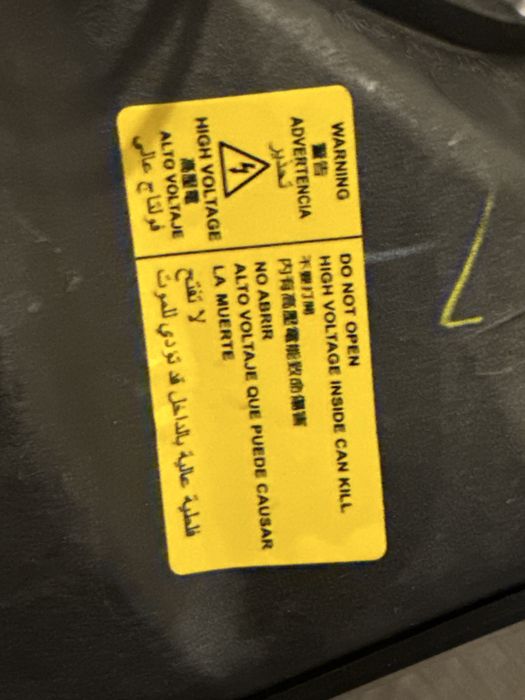 WARNING
警告
ADVERTENCIA
تحذير
HIGH VOLTAGE
高壓電
ALTO VOLTAJE
فولتاج عالي
DO NOT OPEN
HIGH VOLTAGE INSIDE CAN KILL
不要打開
內有高壓電能致命傷害
NO ABRIR
ALTO VOLTAJE QUE PUEDE CAUSAR
LA MUERTE
لا تفتح
فلطية عالية بالداخل قد تؤدي للموت